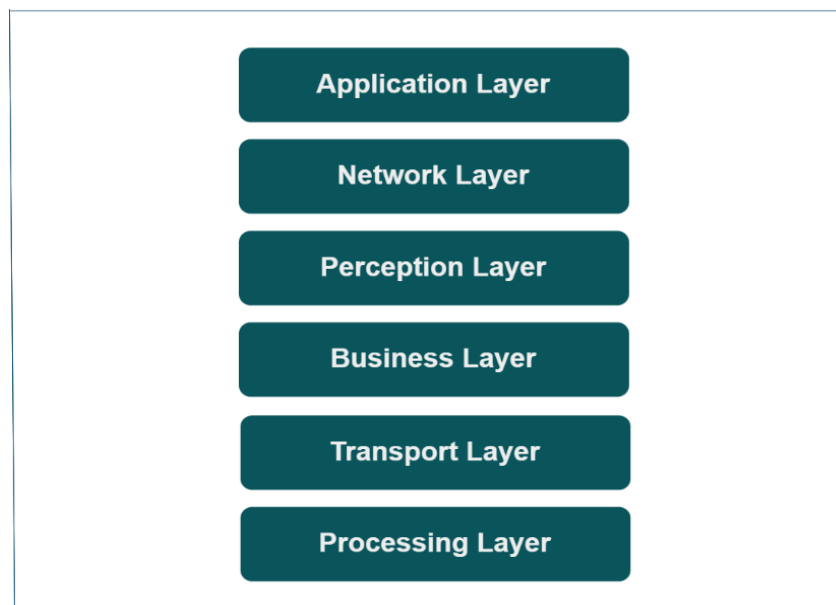 Application Layer
Network Layer
Perception Layer
Business Layer
Transport Layer
Processing Layer